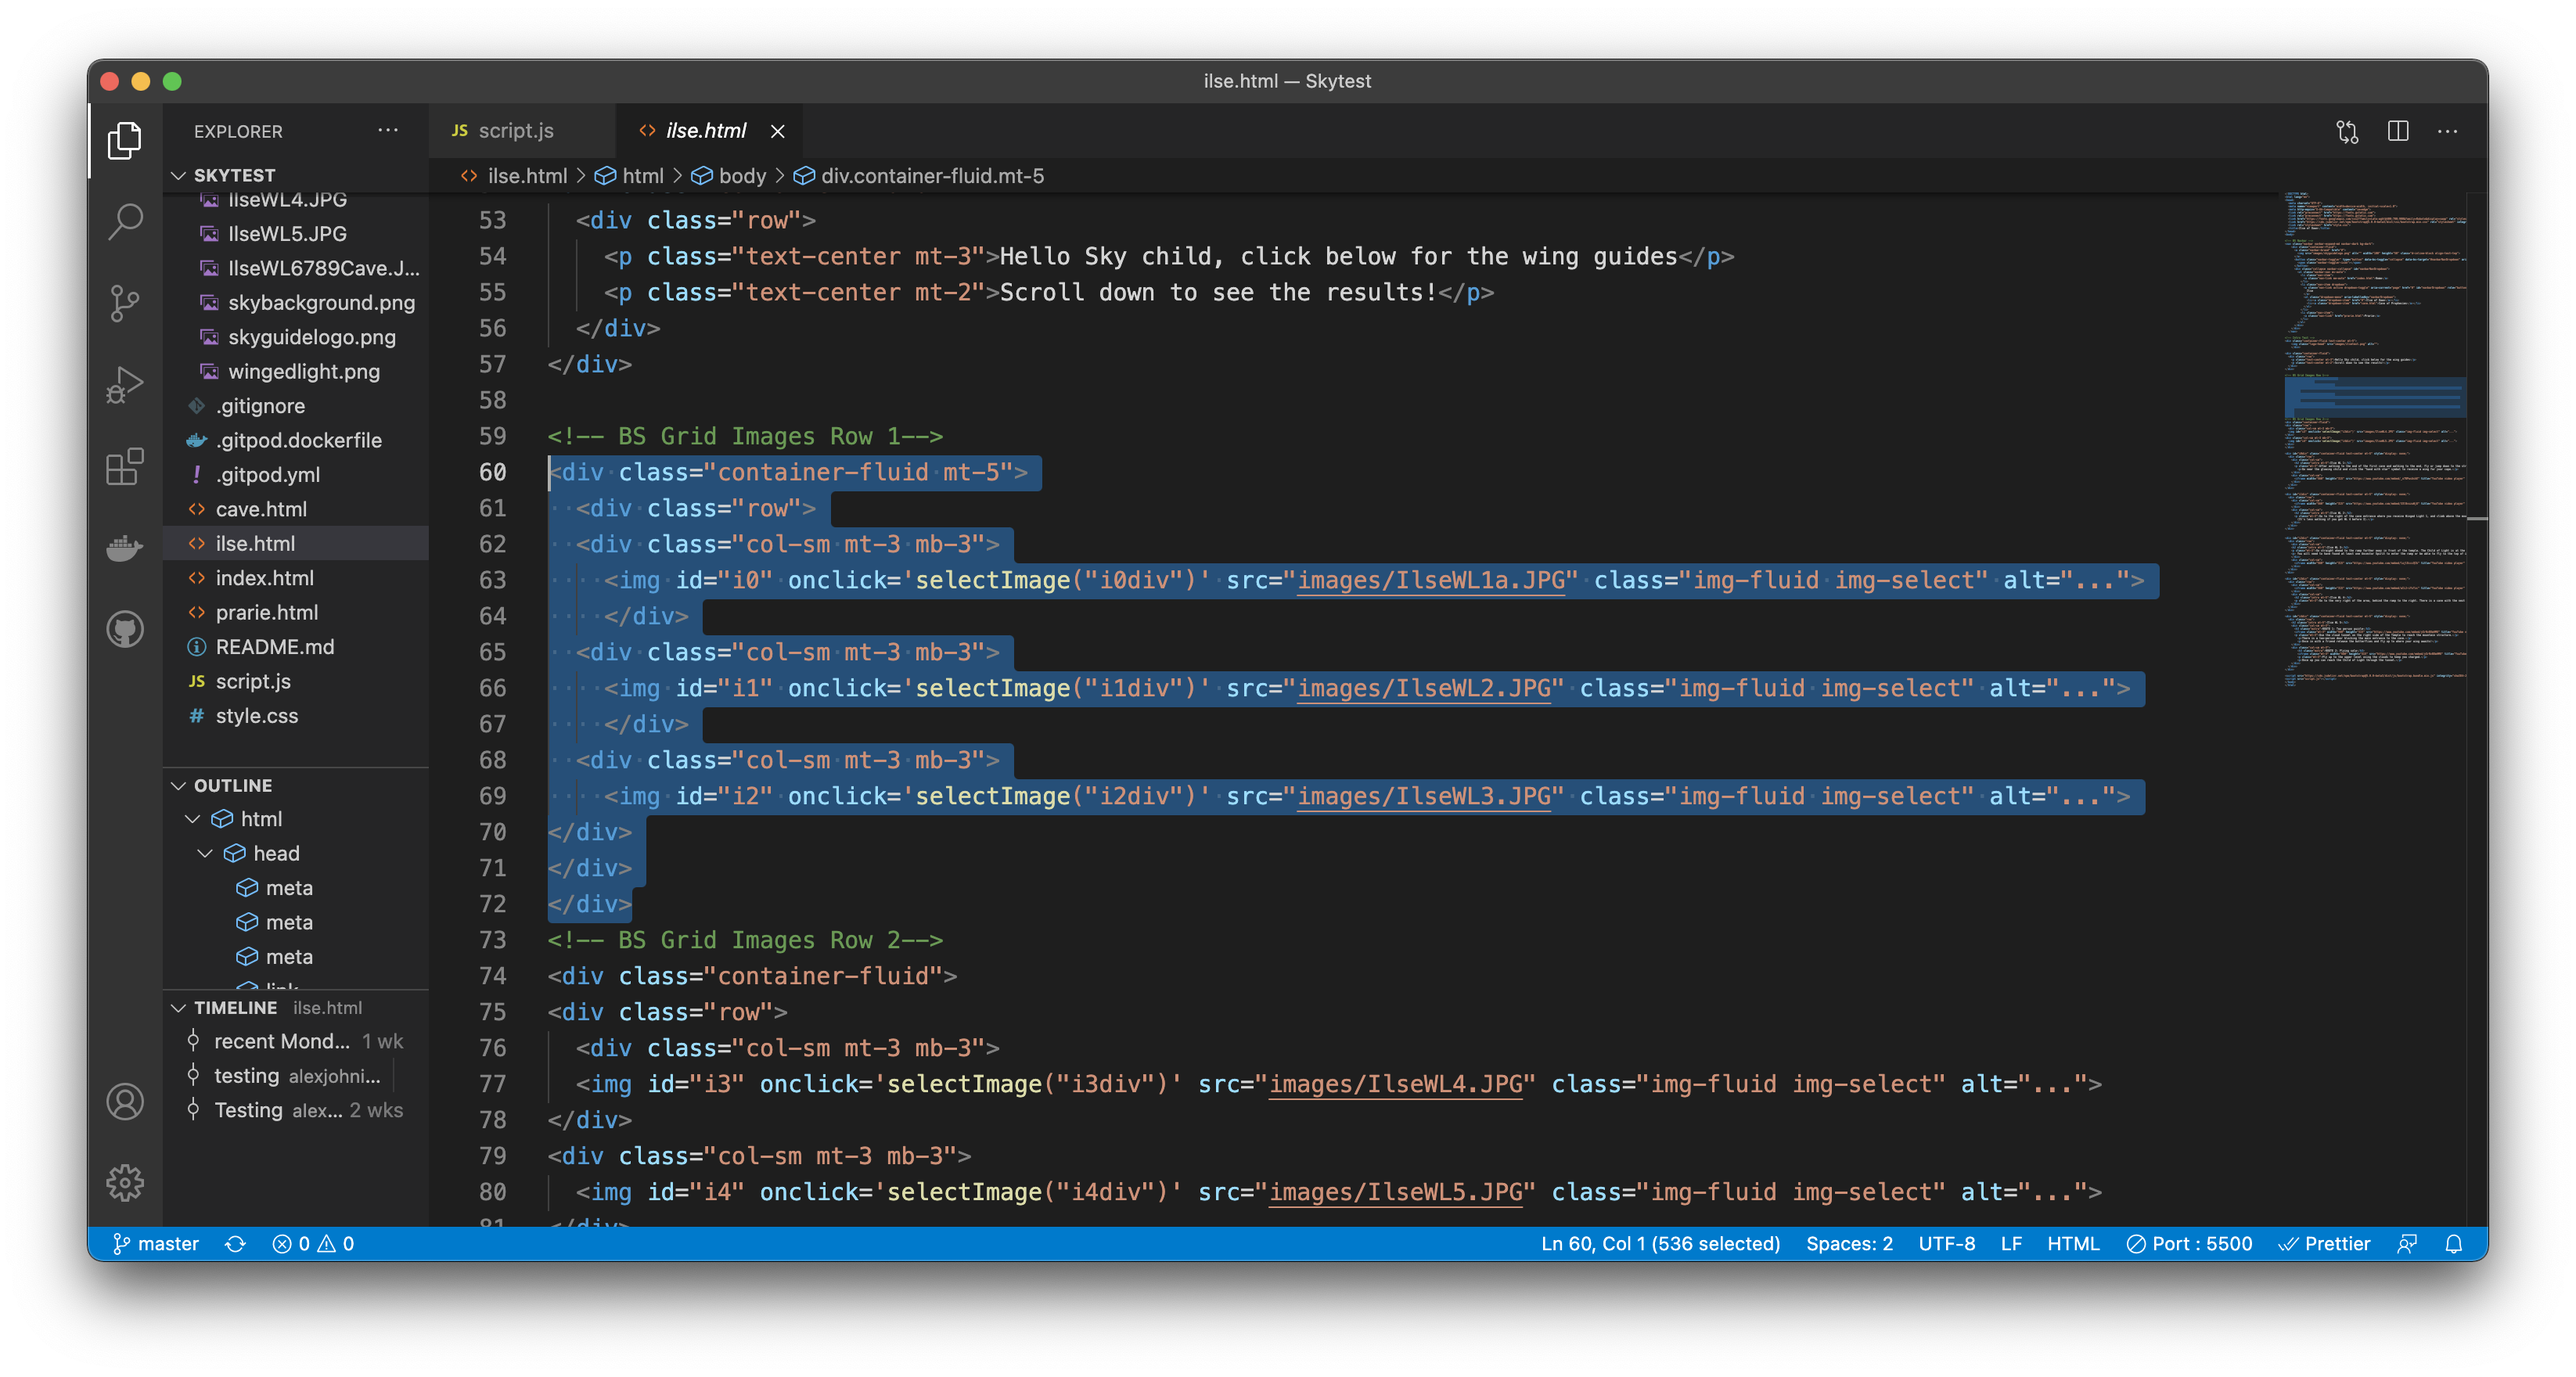 ilse.html — Skytest
EXPLORER
SKYTEST
IlseWL4.JPG
IlseWL5.JPG
IlseWL6789Cave.J...
skybackground.png
skyguidelogo.png
wingedlight.png
.gitignore
.gitpod.dockerfile
.gitpod.yml
cave.html
ilse.html
index.html
prarie.html
README.md
script.js
style.css
OUTLINE
html
head
meta
meta
meta
link
TIMELINE ilse.html
recent Mond... 1 wk
testing alexjohni...
Testing alex... 2 wks
JS script.js
ilse.html
ilse.html > html > body > div.container-fluid.mt-5
53 <div class="row">
54 <p class="text-center mt-3">Hello Sky child, click below for the wing guides</p>
55 <p class="text-center mt-2">Scroll down to see the results!</p>
56 </div>
57 </div>
58
59 <!-- BS Grid Images Row 1-->
60 <div class="container-fluid mt-5">
61 <div class="row">
62 <div class="col-sm mt-3 mb-3">
63 <img id="i0" onclick='selectImage("i0div")' src="images/IlseWL1a.JPG" class="img-fluid img-select" alt="...">
64 </div>
65 <div class="col-sm mt-3 mb-3">
66 <img id="i1" onclick='selectImage("i1div")' src="images/IlseWL2.JPG" class="img-fluid img-select" alt="...">
67 </div>
68 <div class="col-sm mt-3 mb-3">
69 <img id="i2" onclick='selectImage("i2div")' src="images/IlseWL3.JPG" class="img-fluid img-select" alt="...">
70 </div>
71 </div>
72 </div>
73 <!-- BS Grid Images Row 2-->
74 <div class="container-fluid">
75 <div class="row">
76 <div class="col-sm mt-3 mb-3">
77 <img id="i3" onclick='selectImage("i3div")' src="images/IlseWL4.JPG" class="img-fluid img-select" alt="...">
78 </div>
79 <div class="col-sm mt-3 mb-3">
80 <img id="i4" onclick='selectImage("i4div")' src="images/IlseWL5.JPG" class="img-fluid img-select" alt="...">
81 </div>
master 0 0 Ln 60, Col 1 (536 selected) Spaces: 2 UTF-8 LF HTML Port : 5500 Prettier